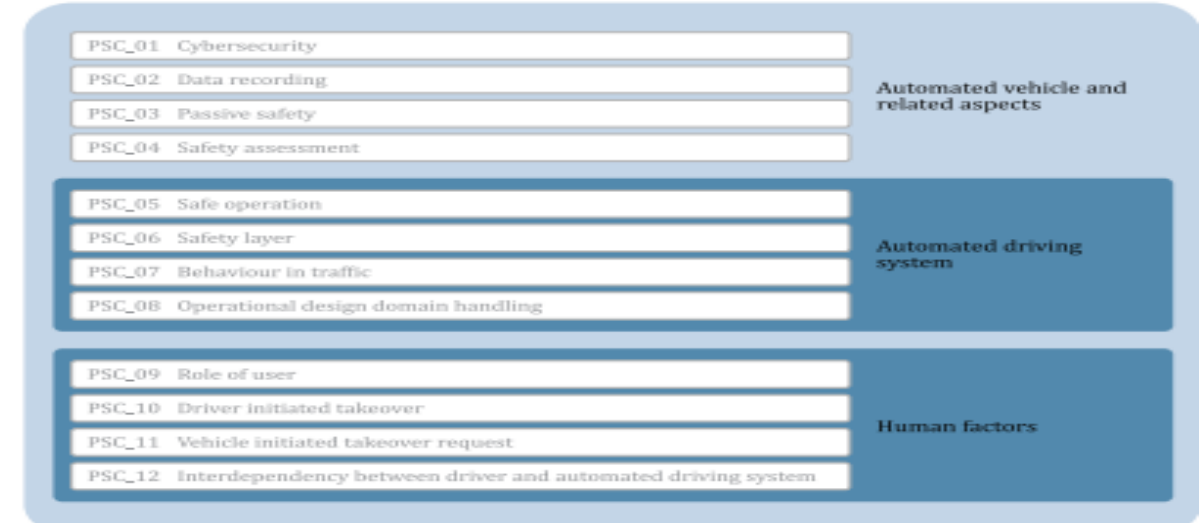 PSC_01 Cybersecurity
PSC_02 Data recording
PSC_03 Passive safety
PSC_04 Safety assessment
Automated vehicle and
related aspects
PSC_05 Safe operation
PSC_06 Safety layer
PSC_07 Behaviour in traffic
PSC_08 Operational design domain handling
Automated driving
system
PSC_09 Role of user
PSC_10 Driver initiated takeover
PSC_11 Vehicle initiated takeover request
PSC_12 Interdependency between driver and automated driving system
Human factors